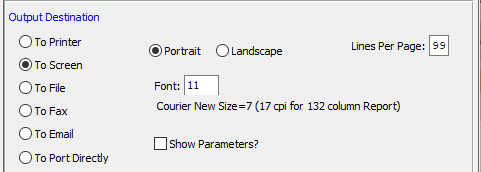 Output Destination
To Printer
To Screen
To File
To Fax
To Email
To Port Directly
Portrait Landscape Lines Per Page: 99
Font: 11
Courier New Size=7 (17 cpi for 132 column Report)
Show Parameters?